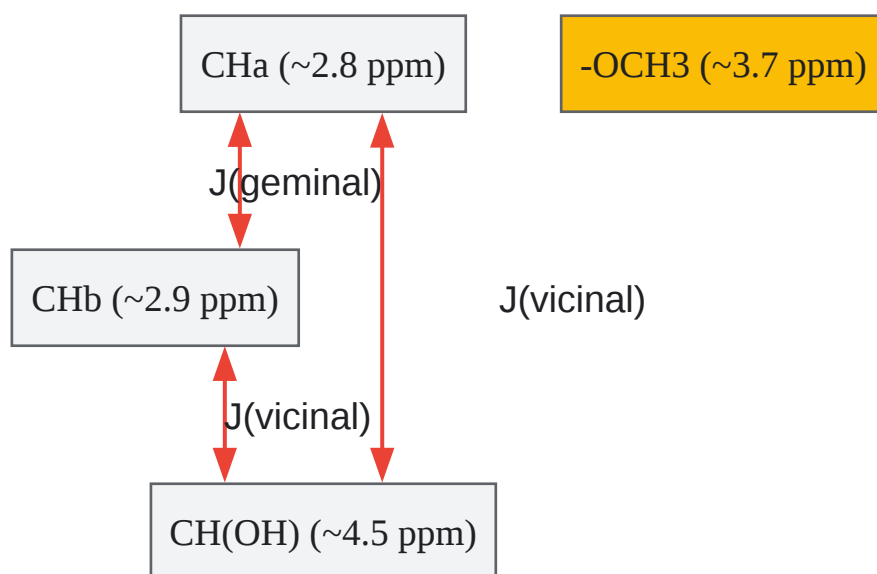 CHa (~2.8 ppm)
-OCH3 (~3.7 ppm)
J(geminal)
CHb (~2.9 ppm)
J(vicinal)
J(vicinal)
CH(OH) (~4.5 ppm)